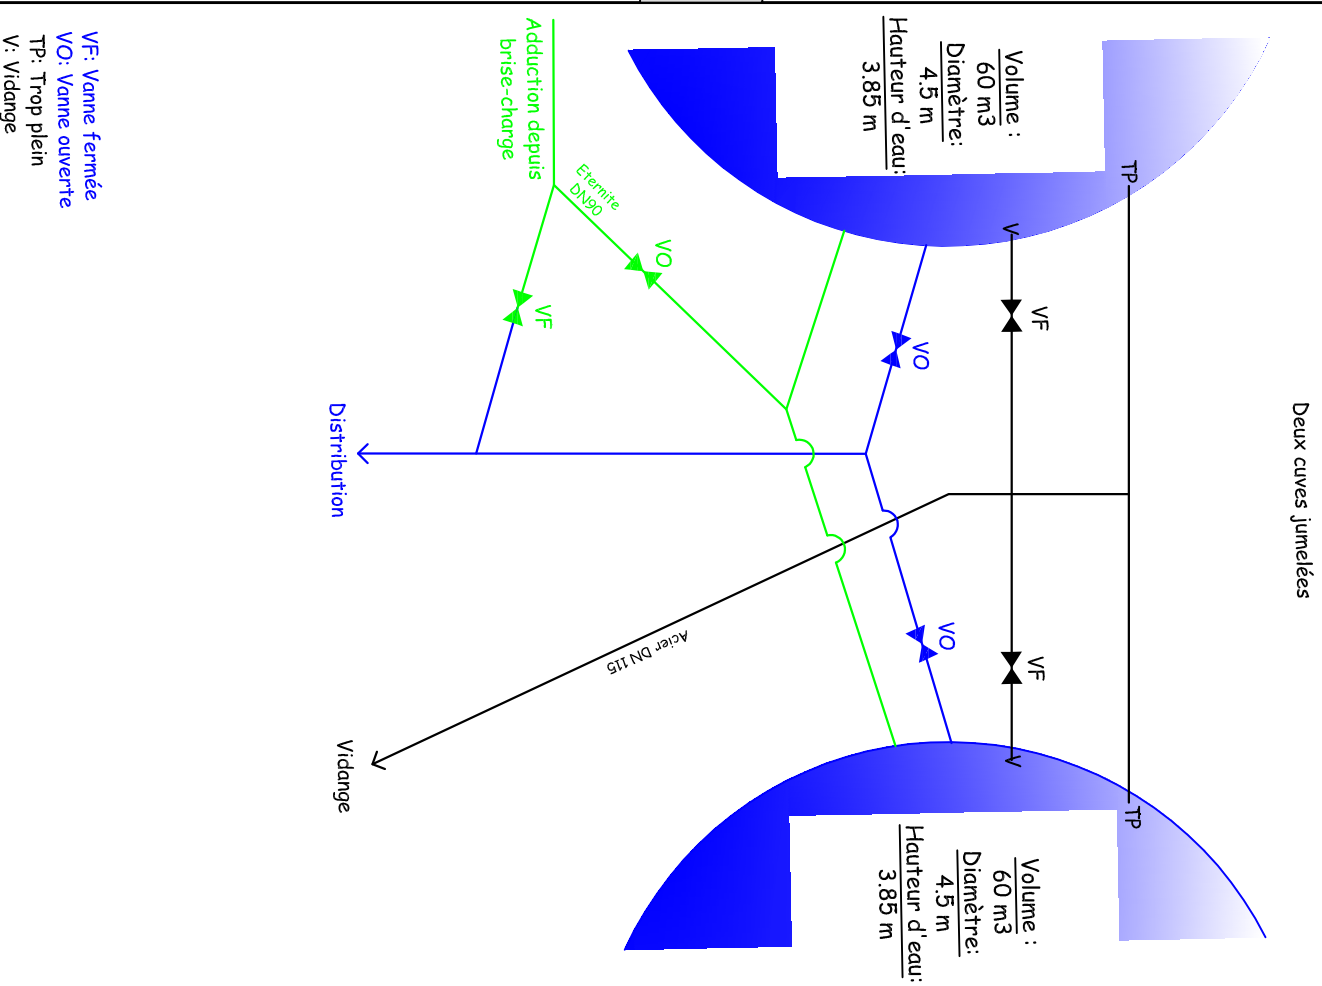 Deux cuves jumelées
Volume :
60 m3
Diamètre:
4.5 m
Hauteur d'eau:
3.85 m
TP
V
VF
VO
Adduction depuis
brise-charge
Eternite
DN90
VO
VF
Distribution
VO
VF
V
TP
Acier DN 115
Vidange
Volume :
60 m3
Diamètre:
4.5 m
Hauteur d'eau:
3.85 m
VF: Vanne fermée
VO: Vanne ouverte
TP: Trop plein
V: Vidange